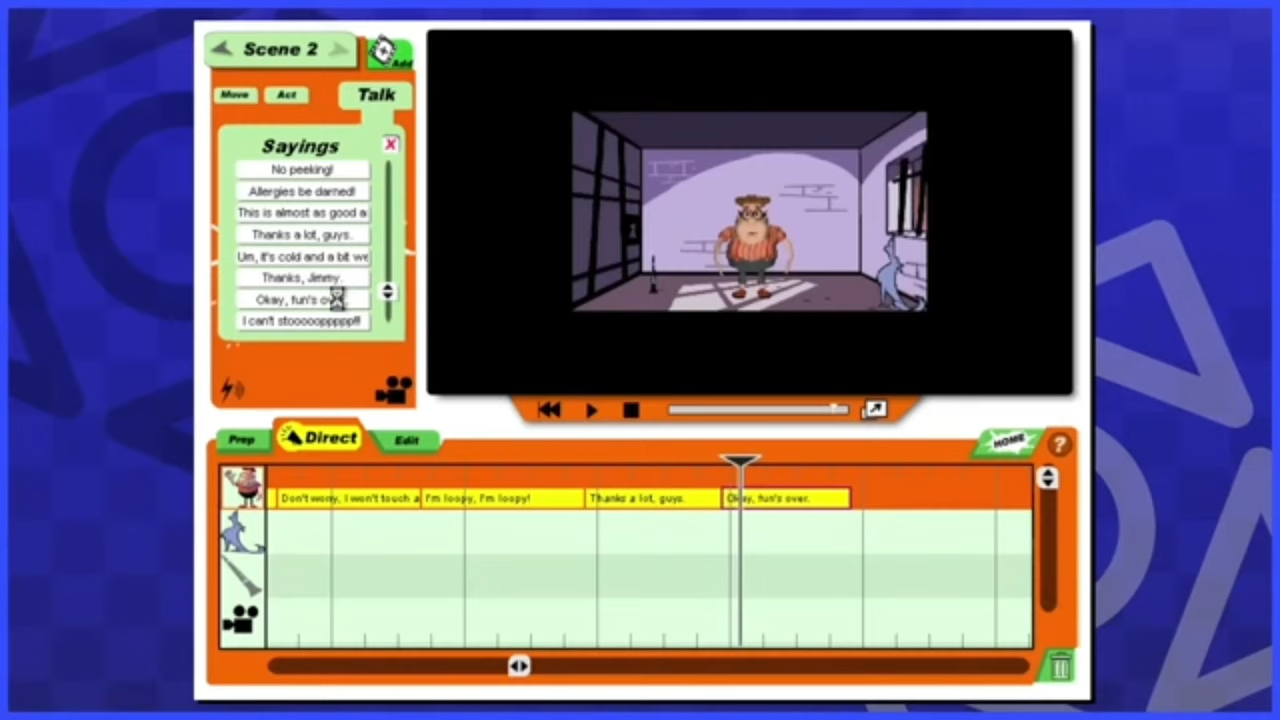 Scene 2
Add
Move
Act
Talk
Sayings
X
No peeking!
Allergies be darned!
This is almost as good a
Thanks a lot, guys.
Um, it's cold and a bit we
Thanks, Jimmy.
Okay, fun's ov
I can't stooooopppppp!!!
Prep
Direct
Edit
HOME
?
Don't worry, I won't touch a
I'm loopy, I'm loopy!
Thanks a lot, guys.
Okay, fun's over.